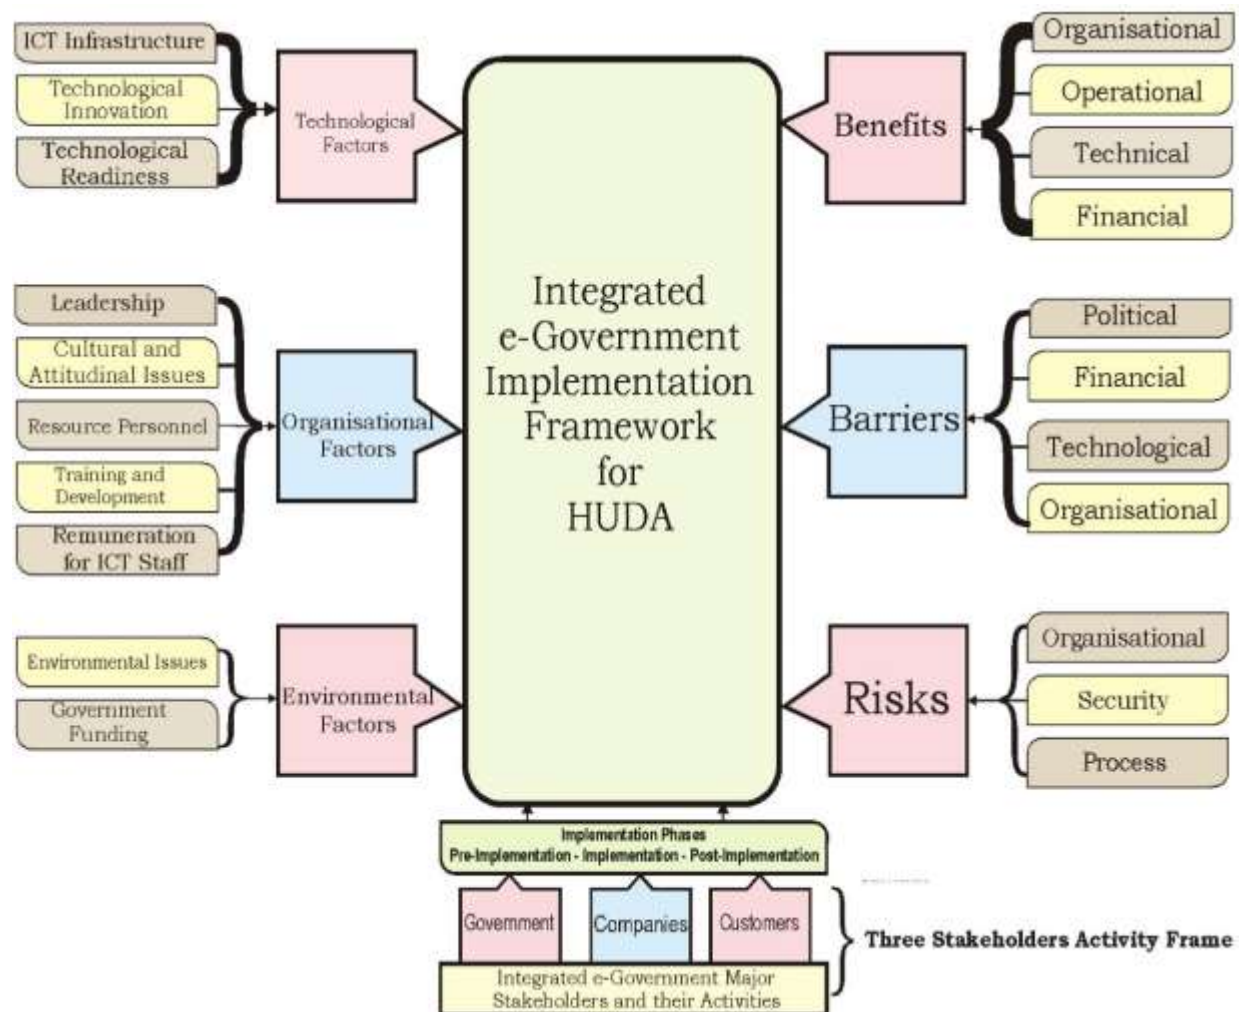 ICT Infrastructure
Technological
Innovation
Technological
Readiness
Technological
Factors
Leadership
Cultural and
Attitudinal Issues
Resource Personnel
Training and
Development
Remuneration
for ICT Staff
Organisational
Factors
Environmental Issues
Government
Funding
Environmental
Factors
Integrated
e-Government
Implementation
Framework
for
HUDA
Benefits
Organisational
Operational
Technical
Financial
Barriers
Political
Financial
Technological
Organisational
Risks
Organisational
Security
Process
Implementation Phases
Pre-Implementation - Implementation - Post-Implementation
Government
Companies
Customers
Integrated e-Government Major
Stakeholders and their Activities
Three Stakeholders Activity Frame